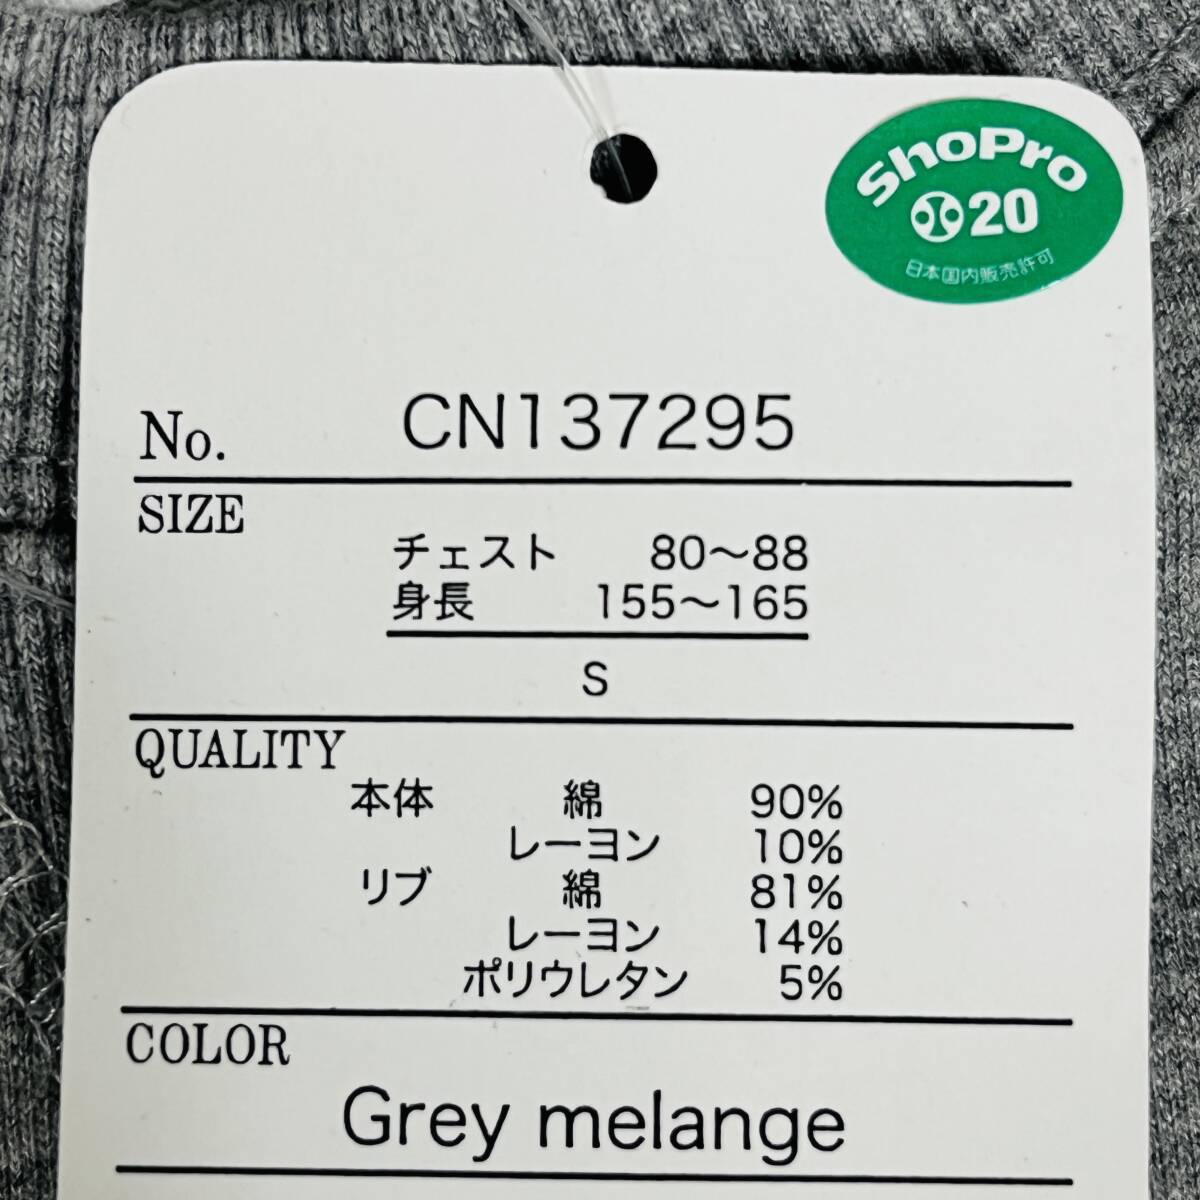 ShoPro
20
日本国内販売許可
No. CN137295
SIZE
チェスト 80〜88
身長 155〜165
S
QUALITY
本体 綿 90%
レーヨン 10%
リブ 綿 81%
レーヨン 14%
ポリウレタン 5%
COLOR
Grey melange